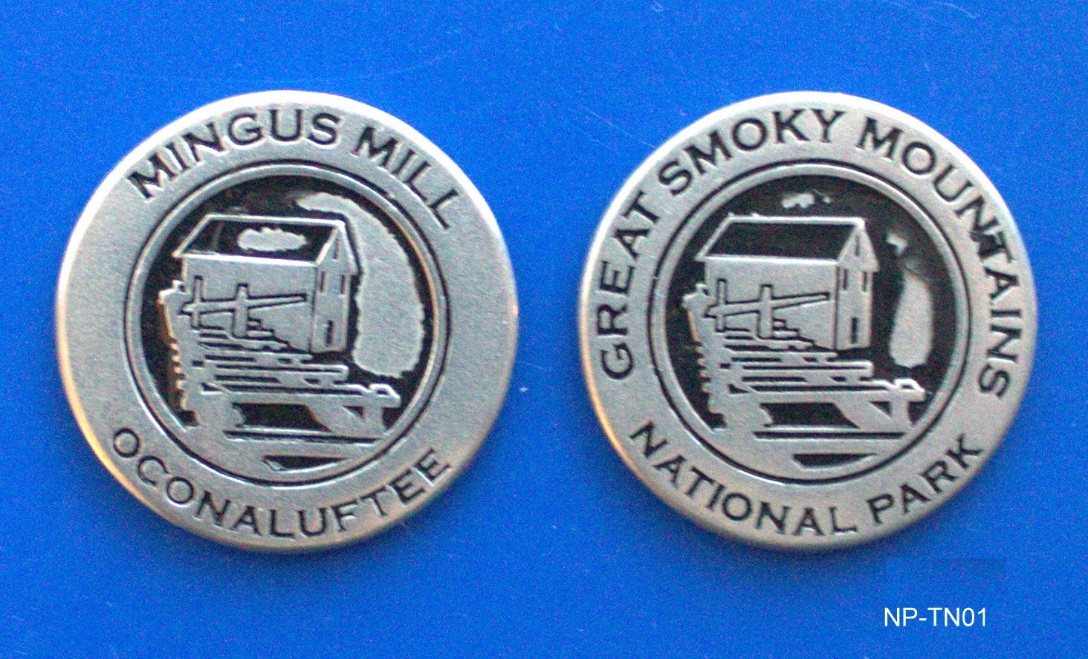 MINGUS MILL
OCONALUFTEE
GREAT SMOKY MOUNTAINS
NATIONAL PARK
NP-TN01